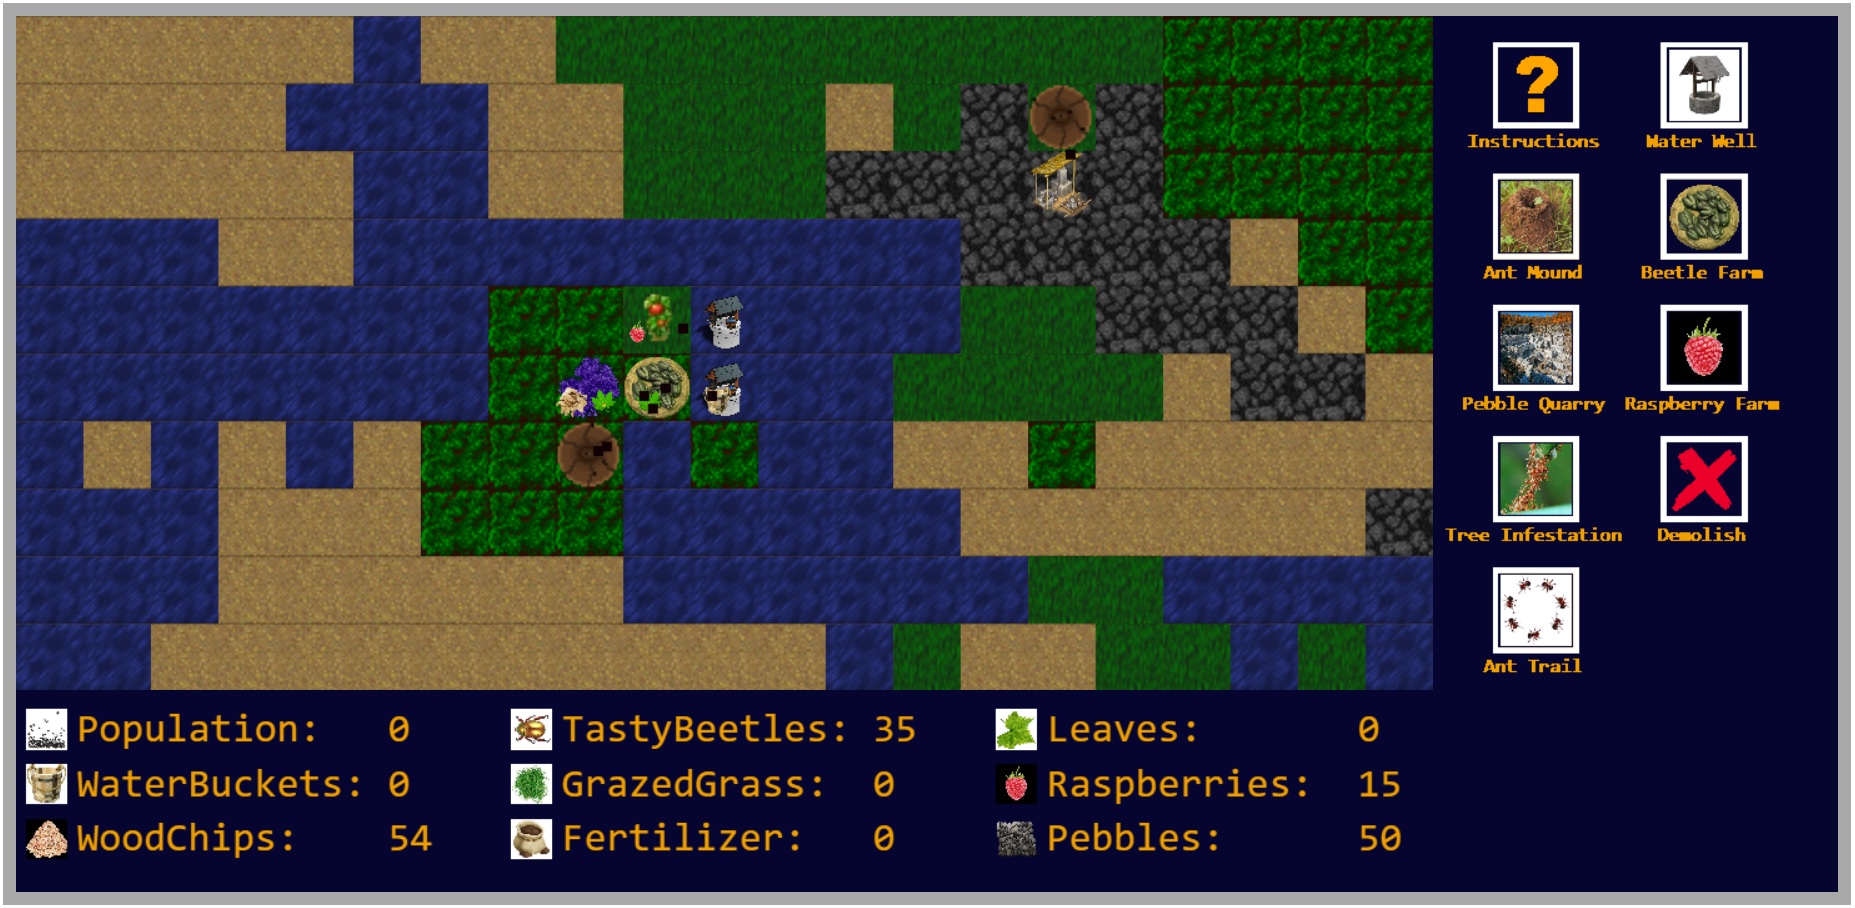 ?
Instructions
Water Well
Ant Mound
Beetle Farm
Pebble Quarry
Raspberry Farm
Tree Infestation
Demolish
Ant Trail
Population: 0
TastyBeetles: 35
Leaves: 0
WaterBuckets: 0
GrazedGrass: 0
Raspberries: 15
WoodChips: 54
Fertilizer: 0
Pebbles: 50